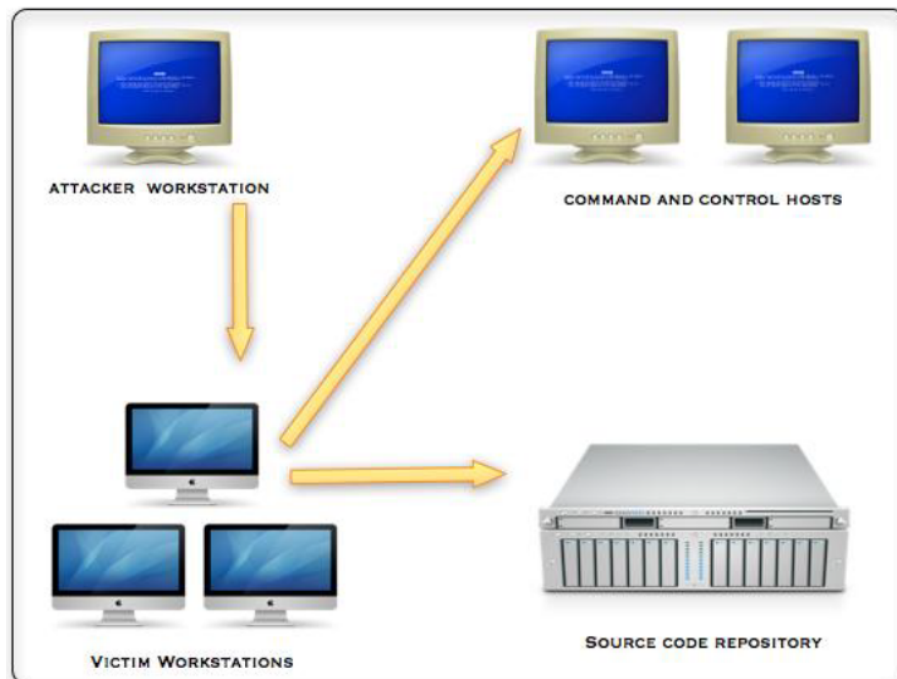 ATTACKER WORKSTATION
COMMAND AND CONTROL HOSTS
VICTIM WORKSTATIONS
SOURCE CODE REPOSITORY